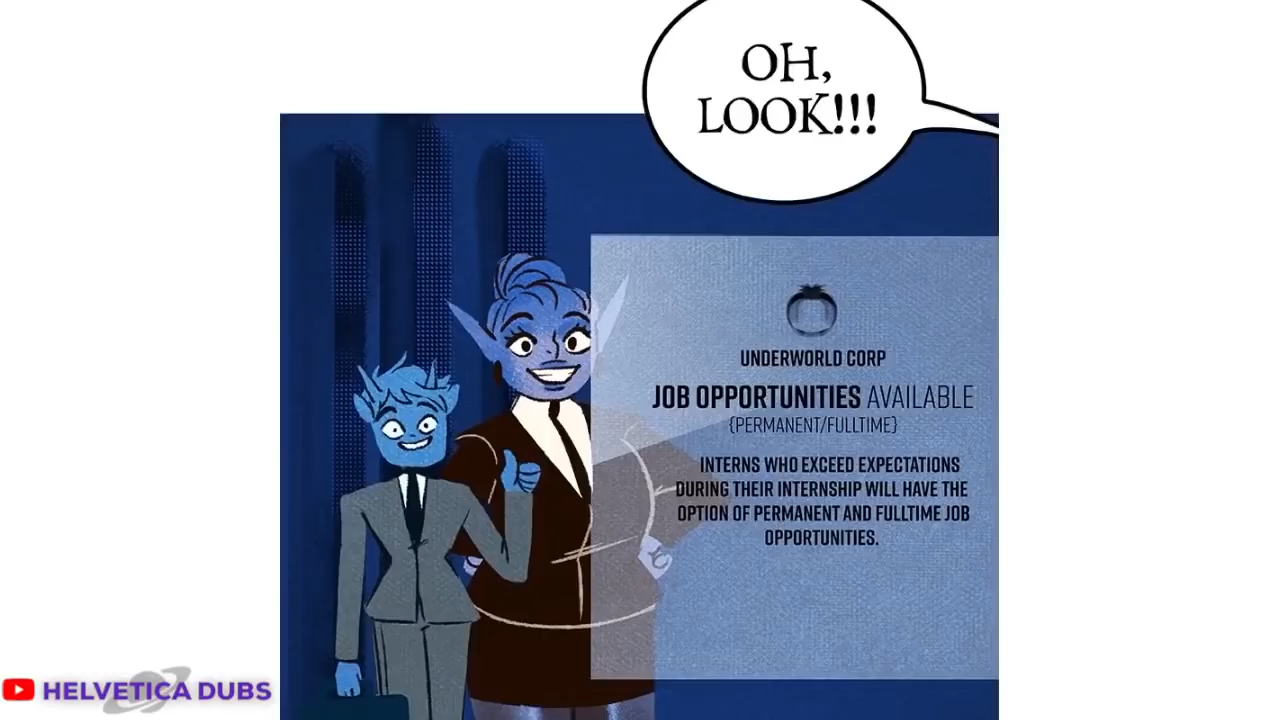 OH,
LOOK!!!
UNDERWORLD CORP
JOB OPPORTUNITIES AVAILABLE
{PERMANENT/FULLTIME}
INTERNS WHO EXCEED EXPECTATIONS
DURING THEIR INTERNSHIP WILL HAVE THE
OPTION OF PERMANENT AND FULLTIME JOB
OPPORTUNITIES.
HELVETICA DUBS